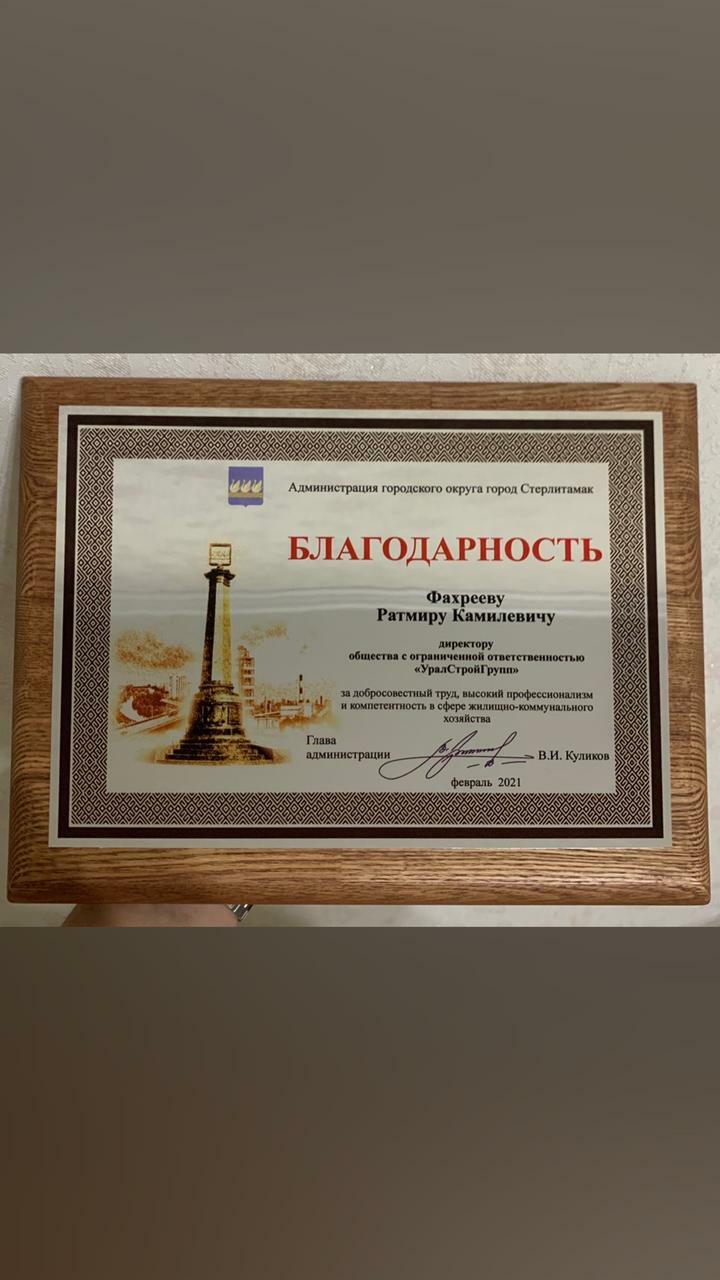 Администрация городского округа город Стерлитамак
БЛАГОДАРНОСТЬ
Фахрееву
Ратмиру Камилевичу
директору
общества с ограниченной ответственностью
«УралСтройГрупп»
за добросовестный труд, высокий профессионализм
и компетентность в сфере жилищно-коммунального
хозяйства
Глава
администрации
В.И. Куликов
февраль 2021